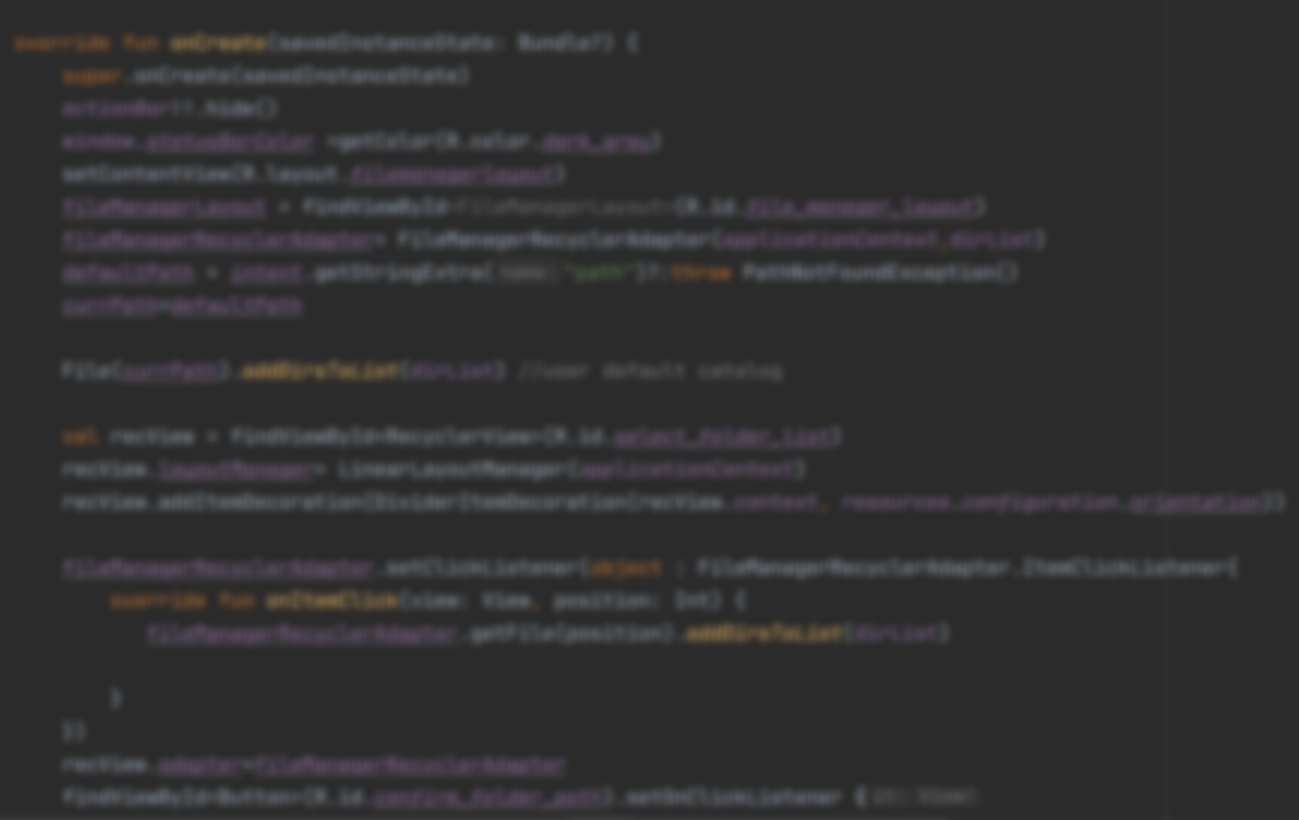 override fun onCreate(savedInstanceState: Bundle?) {
super.onCreate(savedInstanceState)
actionBar!!.hide()
window.statusBarColor =getColor(R.color.dark_gray)
setContentView(R.layout.filemanagerlayout)
fileManagerLayout = findViewById<FileManagerLayout>(R.id.file_manager_layout)
fileManagerRecyclerAdapter= FileManagerRecyclerAdapter(applicationContext,dirList)
defaultPath = intent.getStringExtra( name: "path")?:throw PathNotFoundException()
currPath=defaultPath
File(currPath).addDirsToList(dirList) //user default catalog
val recView = findViewById<RecyclerView>(R.id.select_folder_list)
recView.layoutManager= LinearLayoutManager(applicationContext)
recView.addItemDecoration(DividerItemDecoration(recView.context, resources.configuration.orientation))
fileManagerRecyclerAdapter.setClickListener(object : FileManagerRecyclerAdapter.ItemClickListener{
override fun onItemClick(view: View, position: Int) {
fileManagerRecyclerAdapter.getFile(position).addDirsToList(dirList)
}
})
recView.adapter=fileManagerRecyclerAdapter
findViewById<Button>(R.id.confirm_folder_path).setOnClickListener { it: View!